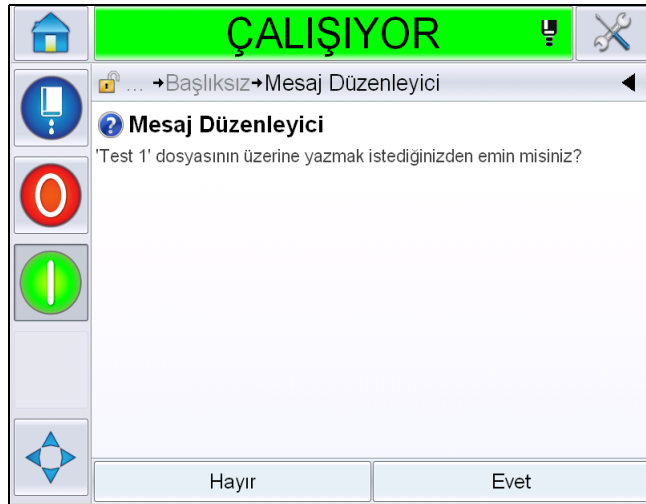 ÇALIŞIYOR
... →Başlıksız→Mesaj Düzenleyici
Mesaj Düzenleyici
'Test 1' dosyasının üzerine yazmak istediğinizden emin misiniz?
Hayır
Evet